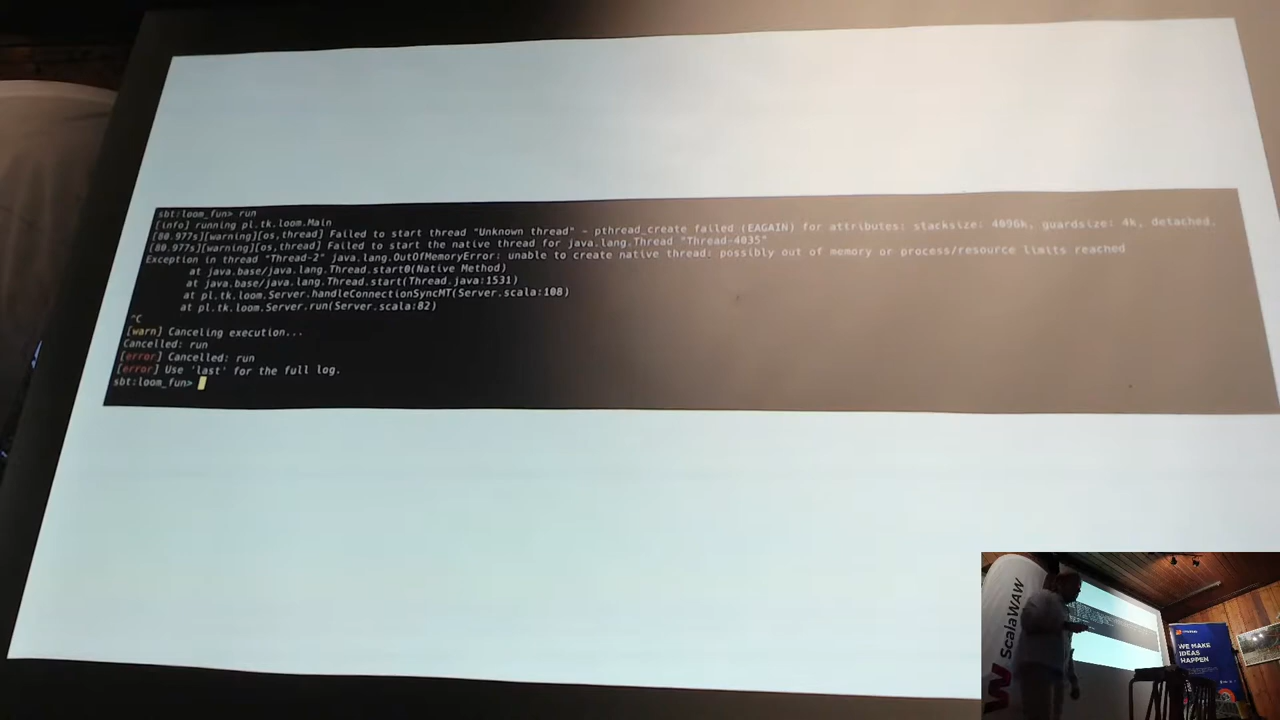 sbt:loom_fun> run
[info] running pl.tk.loom.Main
[80.977s][warning][os,thread] Failed to start thread "Unknown thread" - pthread_create failed (EAGAIN) for attributes: stacksize: 4096k, guardsize: 4k, detached.
[80.977s][warning][os,thread] Failed to start the native thread for java.lang.Thread "Thread-4035"
Exception in thread "Thread-2" java.lang.OutOfMemoryError: unable to create native thread: possibly out of memory or process/resource limits reached
at java.base/java.lang.Thread.start0(Native Method)
at java.base/java.lang.Thread.start(Thread.java:1531)
at pl.tk.loom.Server.handleConnectionSyncMT(Server.scala:108)
at pl.tk.loom.Server.run(Server.scala:82)
^C
[warn] Canceling execution...
Cancelled: run
[error] Cancelled: run
[error] Use 'last' for the full log.
sbt:loom_fun>
W ScalaWAW
WE MAKE
IDEAS
HAPPEN